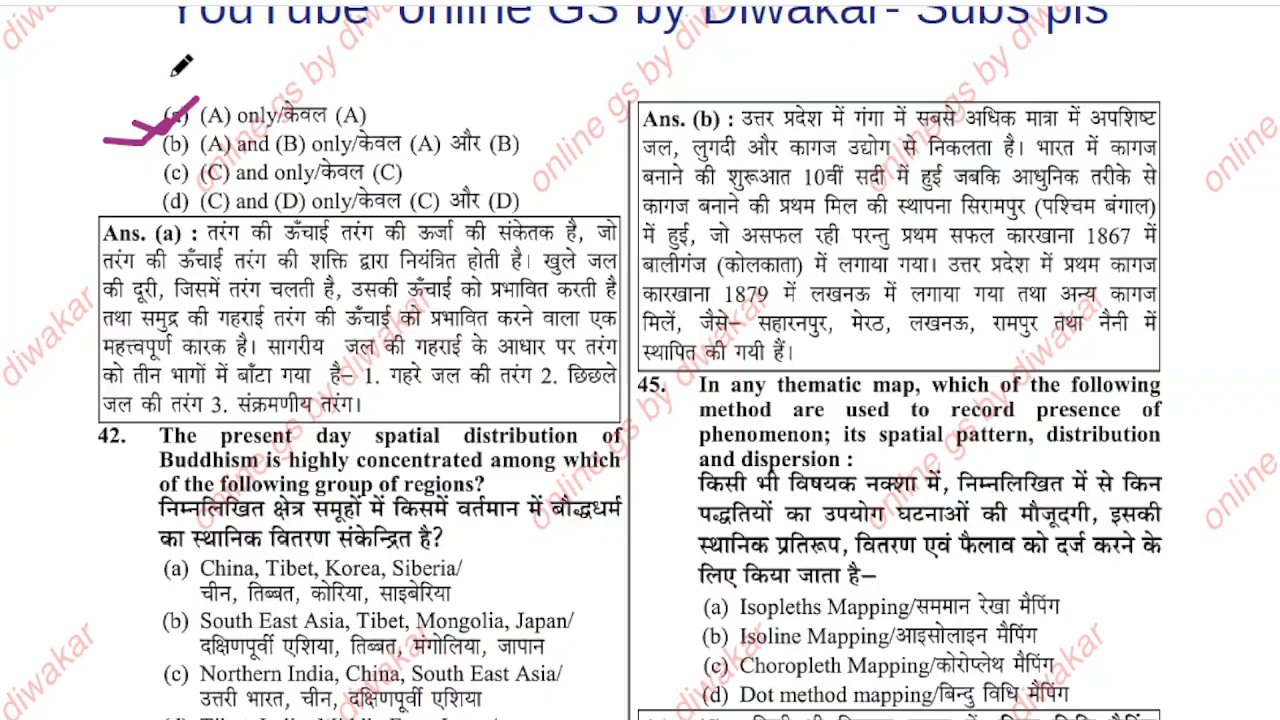 YouTube online GS by Diwakar- Subs pls
(a) (A) only/केवल (A)
(b) (A) and (B) only/केवल (A) और (B)
(c) (C) and only/केवल (C)
(d) (C) and (D) only/केवल (C) और (D)
Ans. (a) : तरंग की ऊँचाई तरंग की ऊर्जा की संकेतक है, जो
तरंग की ऊँचाई तरंग की शक्ति द्वारा नियंत्रित होती है। खुले जल
की दूरी, जिसमें तरंग चलती है, उसकी ऊँचाई को प्रभावित करती है
तथा समुद्र की गहराई तरंग की ऊँचाई को प्रभावित करने वाला एक
महत्त्वपूर्ण कारक है। सागरीय जल की गहराई के आधार पर तरंग
को तीन भागों में बाँटा गया है– 1. गहरे जल की तरंग 2. छिछले
जल की तरंग 3. संक्रमणीय तरंग।
42. The present day spatial distribution of
Buddhism is highly concentrated among which
of the following group of regions?
निम्नलिखित क्षेत्र समूहों में किसमें वर्तमान में बौद्धधर्म
का स्थानिक वितरण संकेन्द्रित है?
(a) China, Tibet, Korea, Siberia/
चीन, तिब्बत, कोरिया, साइबेरिया
(b) South East Asia, Tibet, Mongolia, Japan/
दक्षिणपूर्वी एशिया, तिब्बत, मंगोलिया, जापान
(c) Northern India, China, South East Asia/
उत्तरी भारत, चीन, दक्षिणपूर्वी एशिया
Ans. (b) : उत्तर प्रदेश में गंगा में सबसे अधिक मात्रा में अपशिष्ट
जल, लुगदी और कागज उद्योग से निकलता है। भारत में कागज
बनाने की शुरूआत 10वीं सदी में हुई जबकि आधुनिक तरीके से
कागज बनाने की प्रथम मिल की स्थापना सिरामपुर (पश्चिम बंगाल)
में हुई, जो असफल रही परन्तु प्रथम सफल कारखाना 1867 में
बालीगंज (कोलकाता) में लगाया गया। उत्तर प्रदेश में प्रथम कागज
कारखाना 1879 में लखनऊ में लगाया गया तथा अन्य कागज
मिलें, जैसे– सहारनपुर, मेरठ, लखनऊ, रामपुर तथा नैनी में
स्थापित की गयी हैं।
45. In any thematic map, which of the following
method are used to record presence of
phenomenon; its spatial pattern, distribution
and dispersion :
किसी भी विषयक नक्शा में, निम्नलिखित में से किन
पद्धतियों का उपयोग घटनाओं की मौजूदगी, इसकी
स्थानिक प्रतिरूप, वितरण एवं फैलाव को दर्ज करने के
लिए किया जाता है–
(a) Isopleths Mapping/सममान रेखा मैपिंग
(b) Isoline Mapping/आइसोलाइन मैपिंग
(c) Choropleth Mapping/कोरोप्लेथ मैपिंग
(d) Dot method mapping/बिन्दु विधि मैपिंग